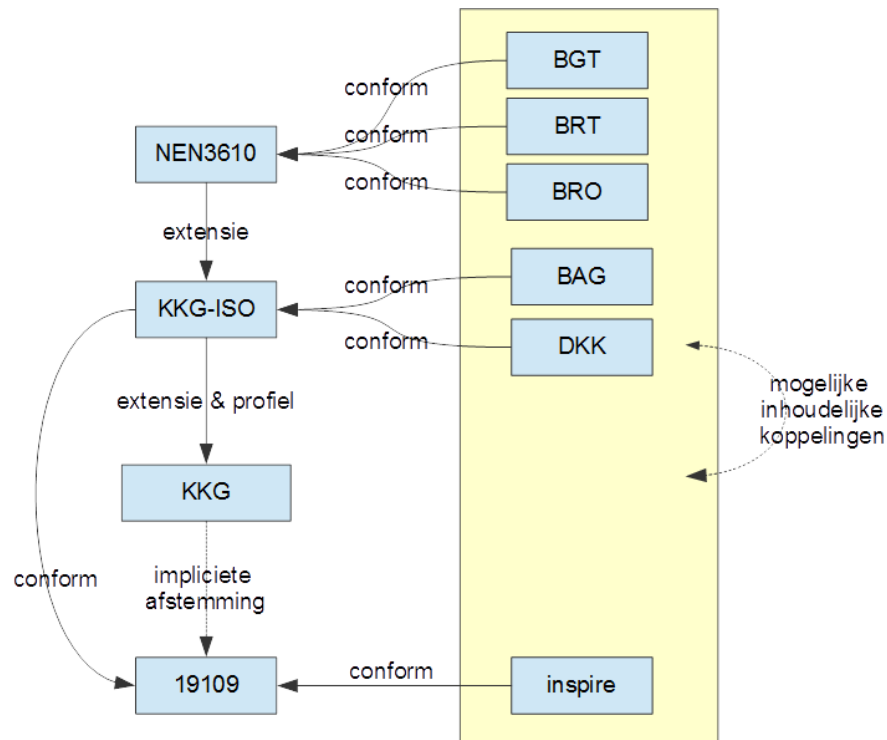 BGT
conform
BRT
conform
NEN3610
BRO
conform
extensie
BAG
conform
KKG-ISO
DKK
conform
mogelijke
inhoudelijke
koppelingen
extensie & profiel
KKG
impliciete
afstemming
conform
19109
conform
inspire